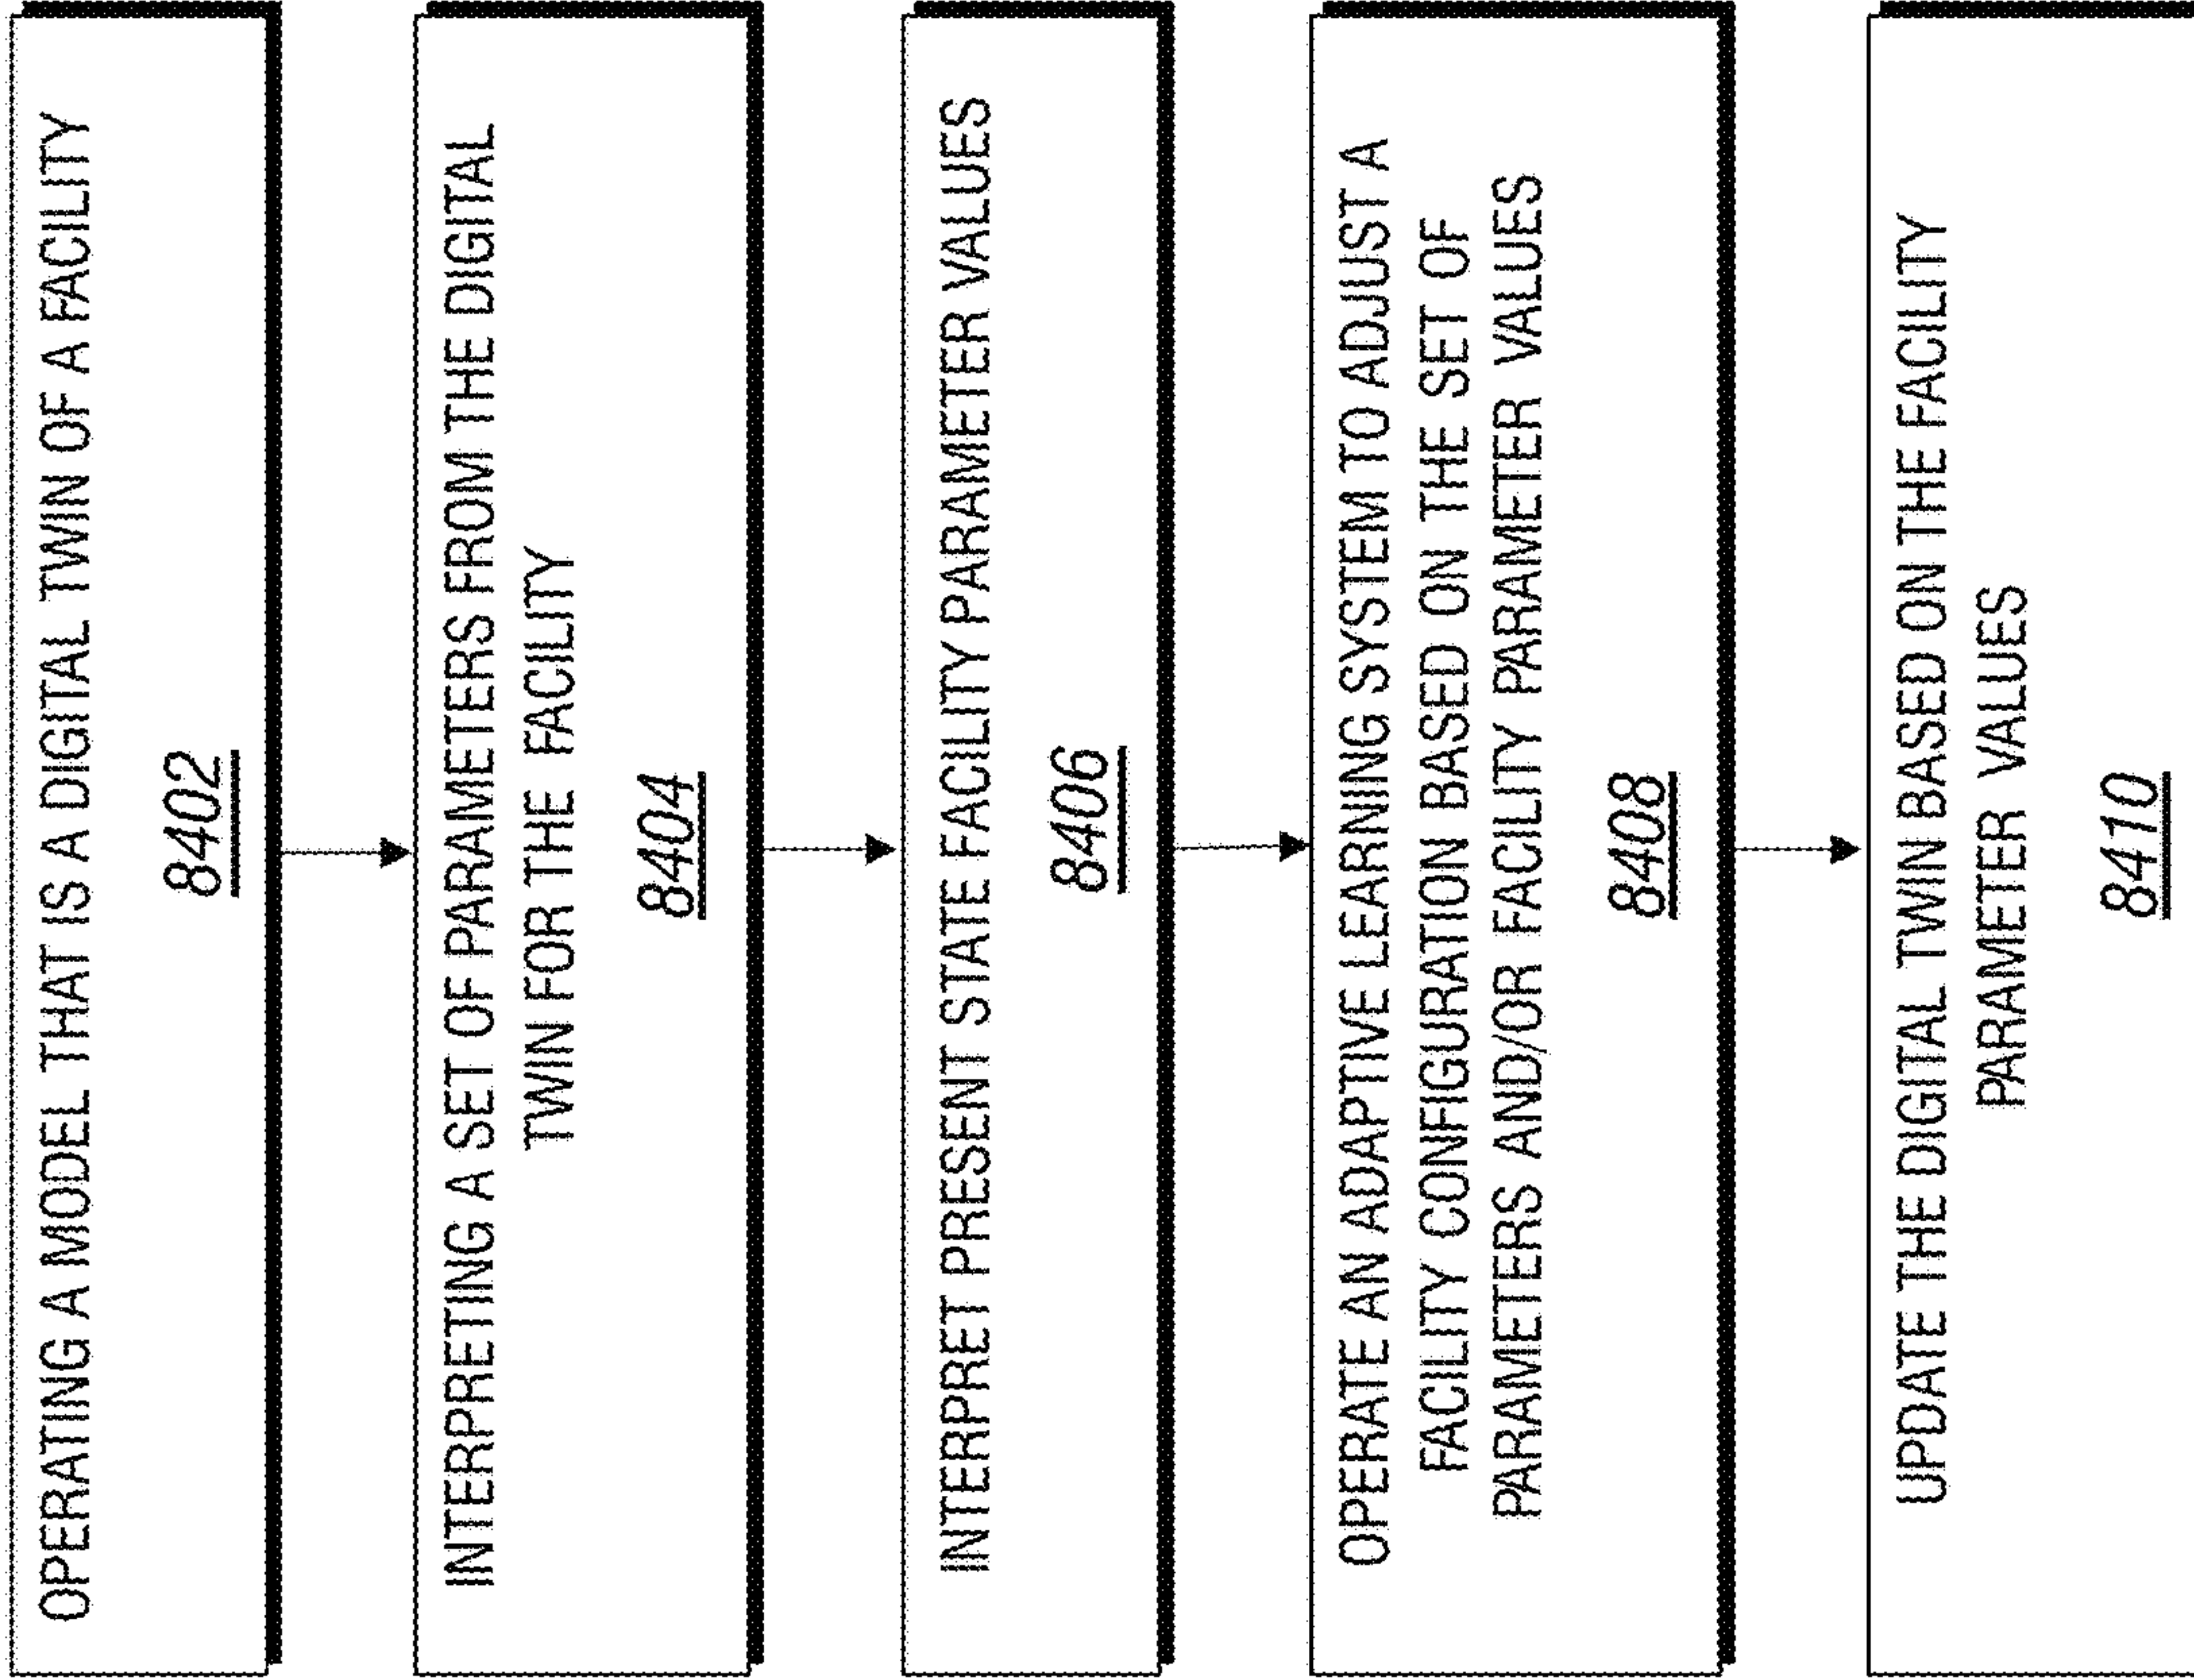 OPERATING A MODEL THAT IS A DIGITAL TWIN OF A FACILITY
8402
INTERPRETING A SET OF PARAMETERS FROM THE DIGITAL
TWIN FOR THE FACILITY
8404
INTERPRET PRESENT STATE FACILITY PARAMETER VALUES
8406
OPERATE AN ADAPTIVE LEARNING SYSTEM TO ADJUST A
FACILITY CONFIGURATION BASED ON THE SET OF
PARAMETERS AND/OR FACILITY PARAMETER VALUES
8408
UPDATE THE DIGITAL TWIN BASED ON THE FACILITY
PARAMETER VALUES
8410